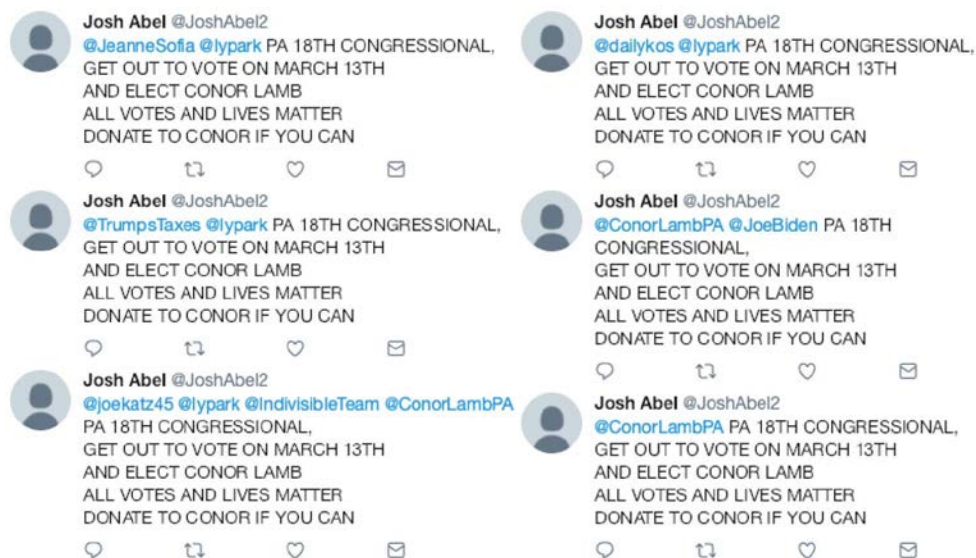 Josh Abel @JoshAbel2
@JeanneSofia @lypark PA 18TH CONGRESSIONAL,
GET OUT TO VOTE ON MARCH 13TH
AND ELECT CONOR LAMB
ALL VOTES AND LIVES MATTER
DONATE TO CONOR IF YOU CAN
Josh Abel @JoshAbel2
@TrumpsTaxes @lypark PA 18TH CONGRESSIONAL,
GET OUT TO VOTE ON MARCH 13TH
AND ELECT CONOR LAMB
ALL VOTES AND LIVES MATTER
DONATE TO CONOR IF YOU CAN
Josh Abel @JoshAbel2
@joekatz45 @lypark @IndivisibleTeam @ConorLambPA
PA 18TH CONGRESSIONAL,
GET OUT TO VOTE ON MARCH 13TH
AND ELECT CONOR LAMB
ALL VOTES AND LIVES MATTER
DONATE TO CONOR IF YOU CAN
Josh Abel @JoshAbel2
@dailykos @lypark PA 18TH CONGRESSIONAL,
GET OUT TO VOTE ON MARCH 13TH
AND ELECT CONOR LAMB
ALL VOTES AND LIVES MATTER
DONATE TO CONOR IF YOU CAN
Josh Abel @JoshAbel2
@ConorLambPA @JoeBiden PA 18TH
CONGRESSIONAL,
GET OUT TO VOTE ON MARCH 13TH
AND ELECT CONOR LAMB
ALL VOTES AND LIVES MATTER
DONATE TO CONOR IF YOU CAN
Josh Abel @JoshAbel2
@ConorLambPA PA 18TH CONGRESSIONAL,
GET OUT TO VOTE ON MARCH 13TH
AND ELECT CONOR LAMB
ALL VOTES AND LIVES MATTER
DONATE TO CONOR IF YOU CAN